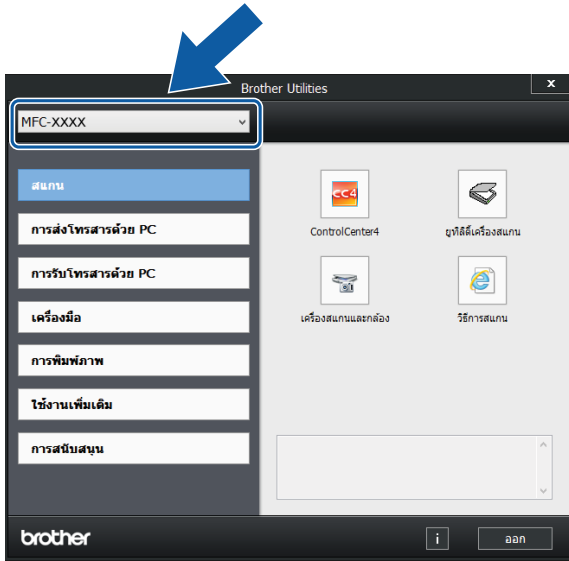 Brother Utilities
x
MFC-XXXX
สแกน
การส่งโทรสารด้วย PC
การรับโทรสารด้วย PC
เครื่องมือ
การพิมพ์ภาพ
ใช้งานเพิ่มเติม
การสนับสนุน
CC4
ControlCenter4
ยูทิลิตี้เครื่องสแกน
เครื่องสแกนและกล้อง
วิธีการสแกน
brother
i
ออก